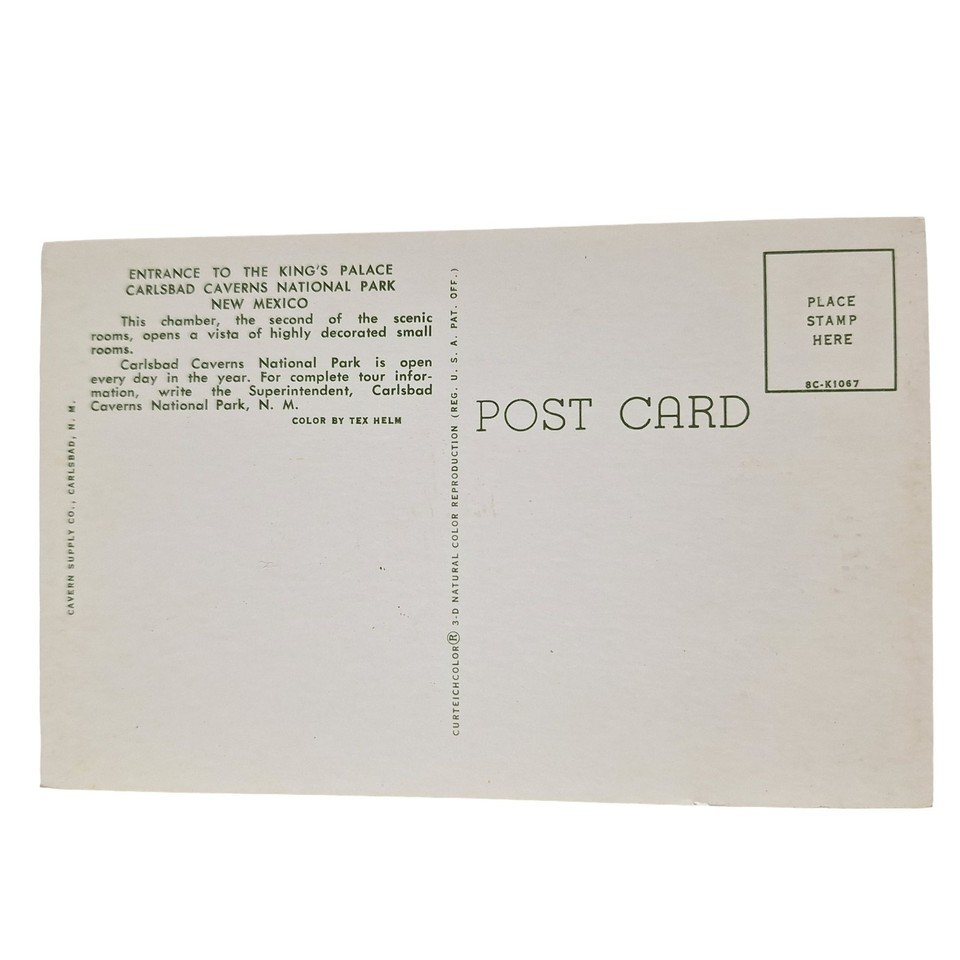 ENTRANCE TO THE KING'S PALACE
CARLSBAD CAVERNS NATIONAL PARK
NEW MEXICO
This chamber, the second of the scenic
rooms, opens a vista of highly decorated small
rooms.
Carlsbad Caverns National Park is open
every day in the year. For complete tour infor-
mation, write the Superintendent, Carlsbad
Caverns National Park, N. M.
COLOR BY TEX HELM
CAVERN SUPPLY CO., CARLSBAD, N. M.
CURTEICHCOLOR® 3-D NATURAL COLOR REPRODUCTION (REG. U. S. A. PAT. OFF.)
POST CARD
PLACE
STAMP
HERE
8C-K1067